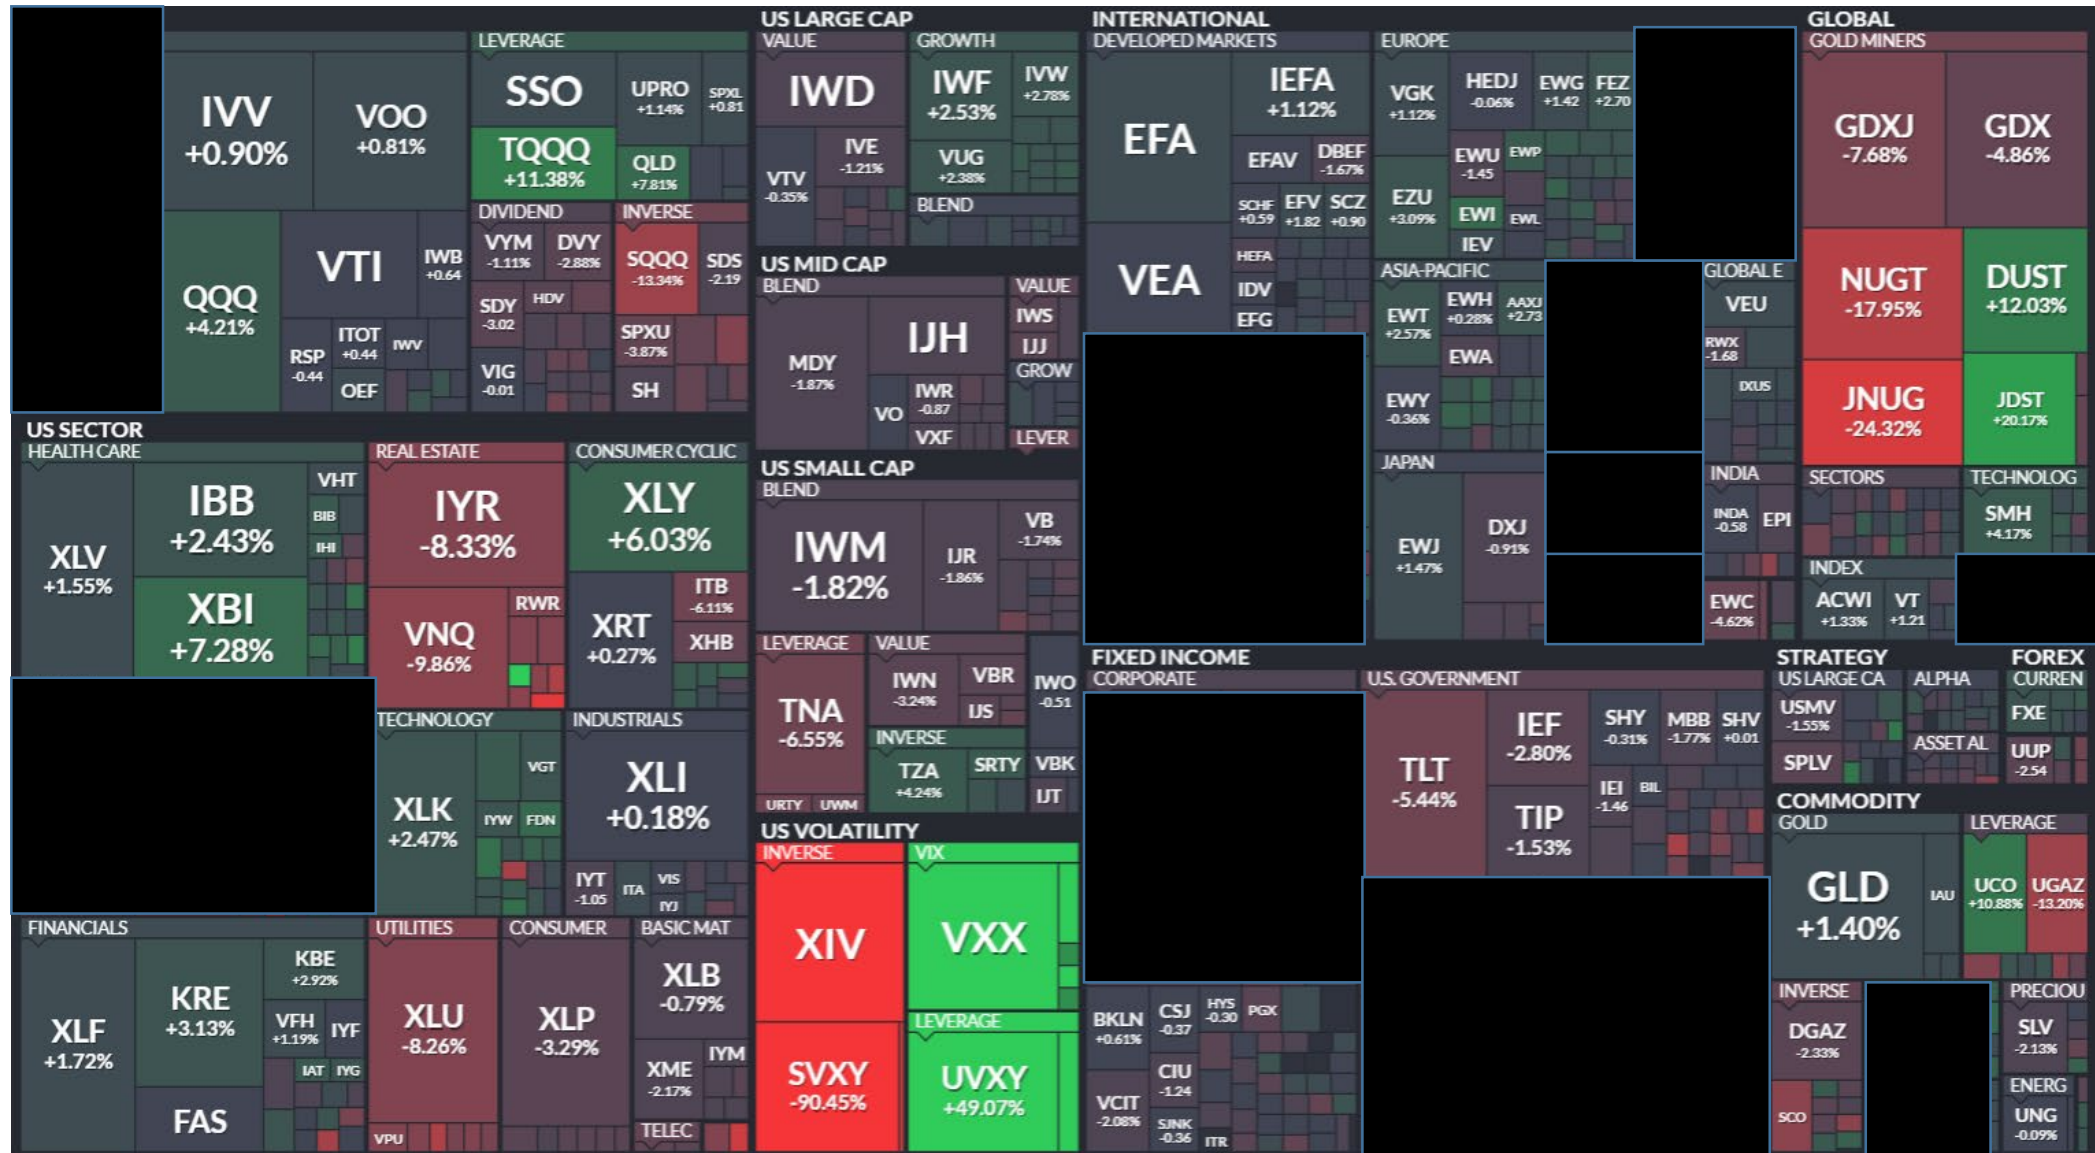 LEVERAGE
IVV
+0.90%
VOO
+0.81%
SSO
UPRO
+1.14%
SPXL
+0.81
TQQQ
+11.38%
QLD
+7.81%
QQQ
+4.21%
VTI
IWB
+0.64
RSP
-0.44
ITOT
+0.44
IWV
OEF
DIVIDEND
VYM
-1.11%
DVY
-2.88%
SDY
-3.02
HDV
VIG
-0.01
INVERSE
SQQQ
-13.34%
SDS
-2.19
SPXU
-3.87%
SH
US LARGE CAP
VALUE
IWD
VTV
-0.35%
IVE
-1.21%
GROWTH
IWF
+2.53%
IVW
+2.78%
VUG
+2.38%
BLEND
US MID CAP
BLEND
MDY
-1.87%
IJH
VO
IWR
-0.87
VXF
VALUE
IWS
IJJ
GROW
LEVER
US SMALL CAP
BLEND
IWM
-1.82%
IJR
-1.86%
VB
-1.74%
LEVERAGE
TNA
-6.55%
URTY
UWM
VALUE
IWN
-3.24%
VBR
IJS
INVERSE
TZA
+4.24%
SRTY
IWO
-0.51
VBK
IJT
US VOLATILITY
INVERSE
XIV
SVXY
-90.45%
VIX
VXX
LEVERAGE
UVXY
+49.07%
INTERNATIONAL
DEVELOPED MARKETS
EFA
IEFA
+1.12%
EFAV
DBEF
-1.67%
SCHF
+0.59
EFV
+1.82
SCZ
+0.90
VEA
HEFA
IDV
EFG
EUROPE
VGK
+1.12%
HEDJ
-0.06%
EWG
+1.42
FEZ
+2.70
EWU
-1.45
EWP
EZU
+3.09%
EWI
EWL
IEV
ASIA-PACIFIC
EWT
+2.57%
EWH
+0.28%
AAXJ
+2.73
EWA
EWY
-0.36%
JAPAN
EWJ
+1.47%
DXJ
-0.91%
GLOBAL E
VEU
RWX
-1.68
IXUS
INDIA
INDA
-0.58
EPI
EWC
-4.62%
GLOBAL
GOLD MINERS
GDXJ
-7.68%
GDX
-4.86%
NUGT
-17.95%
DUST
+12.03%
JNUG
-24.32%
JDST
+20.17%
SECTORS
TECHNOLOG
SMH
+4.17%
INDEX
ACWI
+1.33%
VT
+1.21
US SECTOR
HEALTH CARE
XLV
+1.55%
IBB
+2.43%
VHT
BIB
IHI
XBI
+7.28%
REAL ESTATE
IYR
-8.33%
VNQ
-9.86%
RWR
CONSUMER CYCLIC
XLY
+6.03%
XRT
+0.27%
ITB
-6.11%
XHB
TECHNOLOGY
XLK
+2.47%
VGT
IYW
FDN
INDUSTRIALS
XLI
+0.18%
IYT
-1.05
ITA
VIS
IYJ
FINANCIALS
XLF
+1.72%
KRE
+3.13%
KBE
+2.92%
VFH
+1.19%
IYF
IAT
IYG
FAS
UTILITIES
XLU
-8.26%
VPU
CONSUMER
XLP
-3.29%
BASIC MAT
XLB
-0.79%
XME
-2.17%
IYM
TELEC
FIXED INCOME
CORPORATE
BKLN
+0.61%
CSJ
-0.37
HYS
-0.30
PGX
CIU
-1.24
VCIT
-2.08%
SJNK
-0.36
ITR
U.S. GOVERNMENT
TLT
-5.44%
IEF
-2.80%
SHY
-0.31%
MBB
-1.77%
SHV
+0.01
TIP
-1.53%
IEI
-1.46
BIL
STRATEGY
US LARGE CA
USMV
-1.55%
SPLV
ALPHA
ASSET AL
FOREX
CURREN
FXE
UUP
-2.54
COMMODITY
GOLD
GLD
+1.40%
IAU
LEVERAGE
UCO
+10.88%
UGAZ
-13.20%
INVERSE
DGAZ
-2.33%
SCO
PRECIOU
SLV
-2.13%
ENERG
UNG
-0.09%